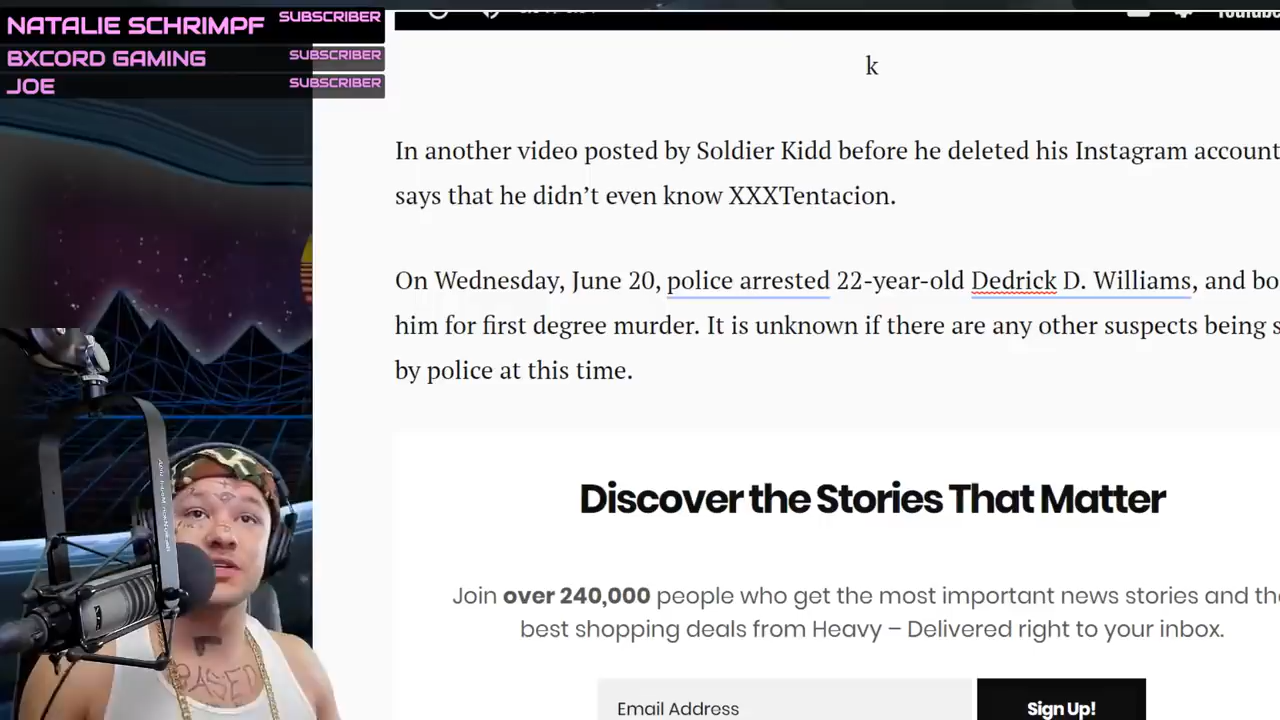 NATALIE SCHRIMPF SUBSCRIBER
BXCORD GAMING SUBSCRIBER
JOE SUBSCRIBER
k
In another video posted by Soldier Kidd before he deleted his Instagram account
says that he didn’t even know XXXTentacion.
On Wednesday, June 20, police arrested 22-year-old Dedrick D. Williams, and bo
him for first degree murder. It is unknown if there are any other suspects being s
by police at this time.
Discover the Stories That Matter
Join over 240,000 people who get the most important news stories and the
best shopping deals from Heavy – Delivered right to your inbox.
Email Address Sign Up!
BASED